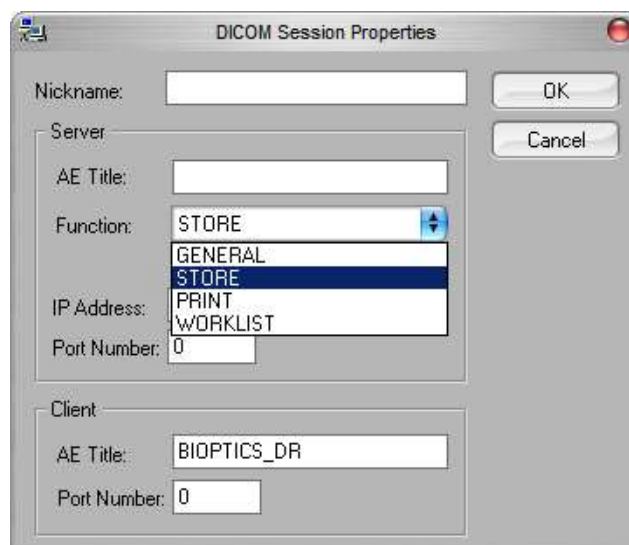 DICOM Session Properties
Nickname:
OK
Cancel
Server
AE Title:
Function: STORE
GENERAL
STORE
PRINT
WORKLIST
IP Address:
Port Number: 0
Client
AE Title: BIOPTICS_DR
Port Number: 0